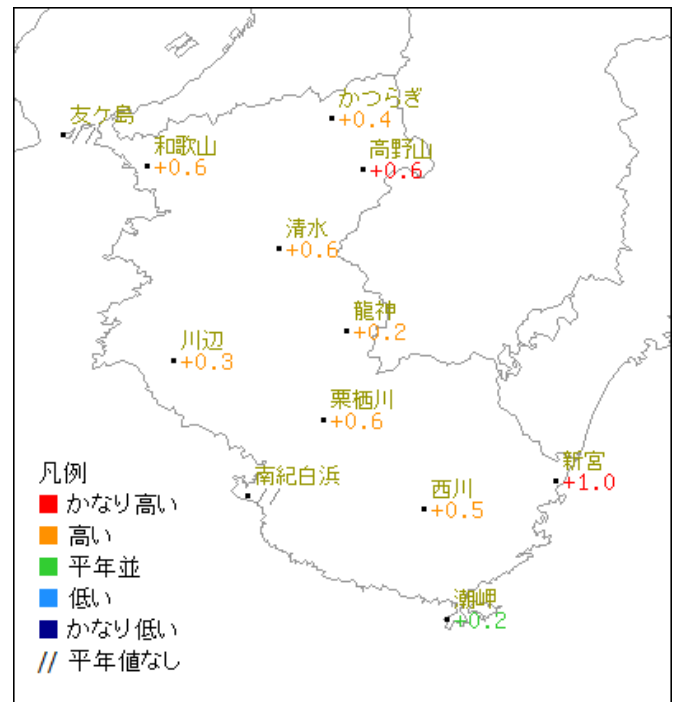 かつらぎ
+0.4
友ケ島
//
和歌山
+0.6
高野山
+0.6
清水
+0.6
龍神
+0.2
川辺
+0.3
栗栖川
+0.6
新宮
+1.0
南紀白浜
//
西川
+0.5
潮岬
+0.2
凡例
かなり高い
高い
平年並
低い
かなり低い
// 平年値なし